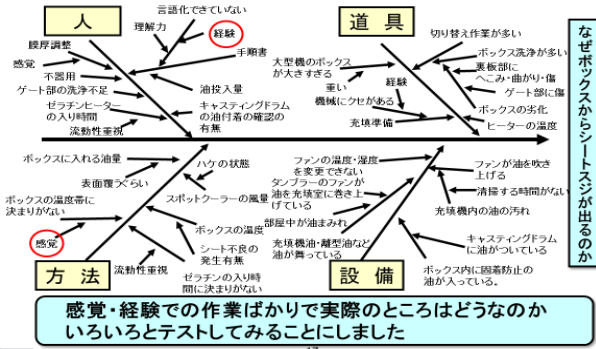 人
言語化できていない
理解力
経験
膜厚調整
手順書
感覚
不器用
油投入量
ゲート部の洗浄不足
ゼラチンヒーター
の入り時間
キャスティングドラム
の油付着の確認の
有無
流動性重視
道具
切り替え作業が多い
大型機のボックス
が大きすぎる
ボックス洗浄が多い
裏板部に
へこみ・曲がり・傷
重い
経験
ゲート部に傷
機械にクセがある
ボックスの劣化
充填準備
ヒーターの温度
なぜボックスからシートスジが出るのか
ボックスに入れる油量
ハケの状態
表面覆うぐらい
スポットクーラーの風量
ボックスの温度帯に
決まりがない
ボックスの温度
感覚
シート不良の
発生有無
流動性重視
ゼラチンの入り時
間に決まりがない
方法
ファンの温度・湿度
を変更できない
ファンが油を吹き
上げる
タンブラーのファンが
油を充填室に巻き上
げている
清掃する時間がない
部屋中が油まみれ
充填機内の油の汚れ
充填機油・離型油など
油が舞っている
キャスティングドラム
に油がついている
ボックス内に固着防止の
油が入っている。
設備
感覚・経験での作業ばかりで実際のところはどうなのか
いろいろとテストしてみることにしました